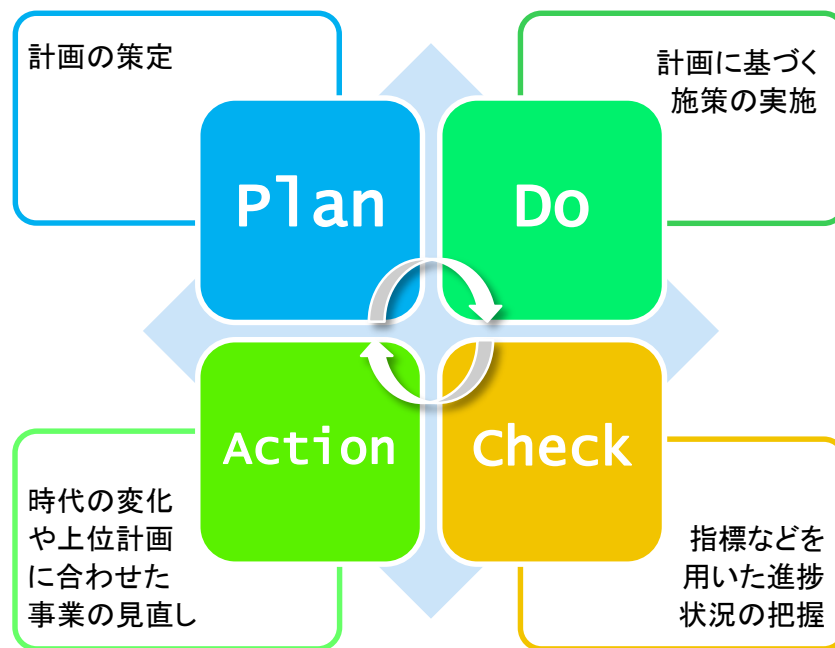 計画の策定
計画に基づく
施策の実施
Plan
Do
Action
Check
時代の変化
や上位計画
に合わせた
事業の見直し
指標などを
用いた進捗
状況の把握